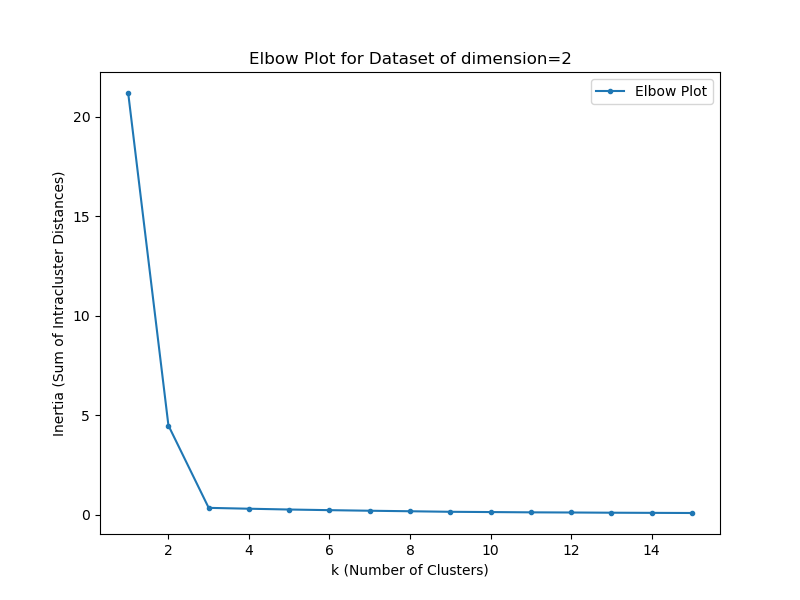 Elbow Plot for Dataset of dimension=2
Elbow Plot
20
15
10
5
0
Inertia (Sum of Intracluster Distances)
2 4 6 8 10 12 14
k (Number of Clusters)